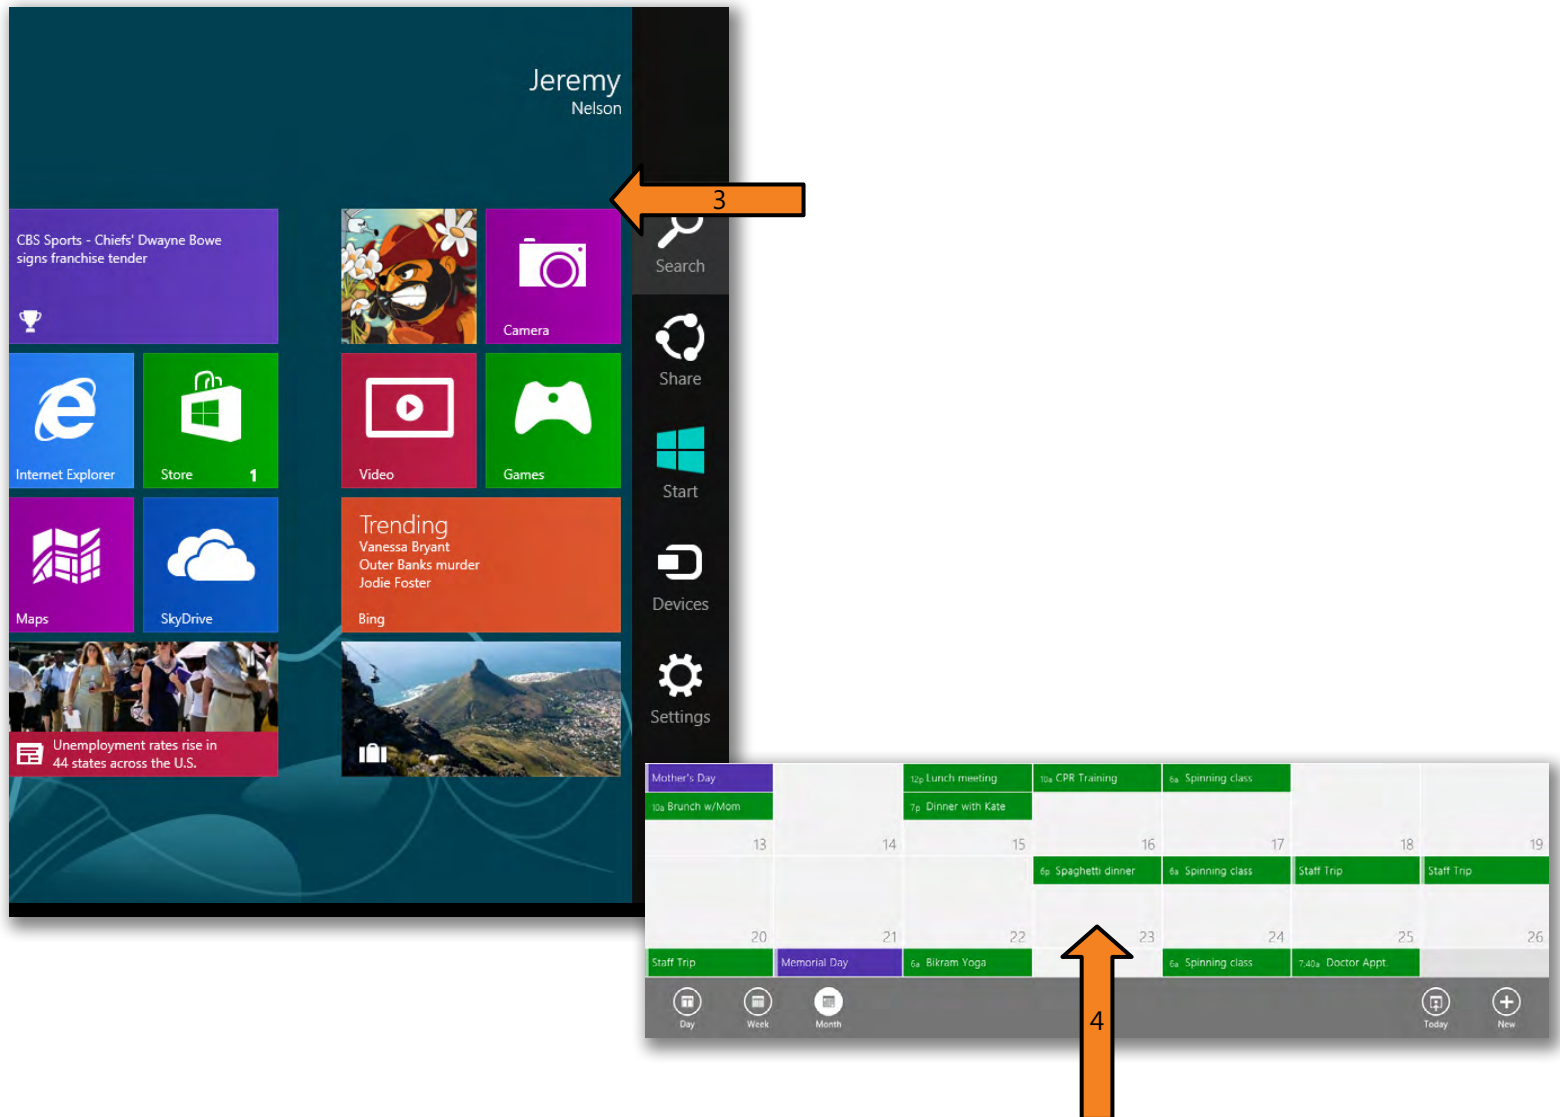 Jeremy
Nelson
3
CBS Sports - Chiefs' Dwayne Bowe
signs franchise tender
Camera
Search
Share
Internet Explorer
Store 1
Video
Games
Start
Trending
Vanessa Bryant
Outer Banks murder
Jodie Foster
Maps
SkyDrive
Bing
Devices
Settings
Unemployment rates rise in
44 states across the U.S.
Mother's Day
12p Lunch meeting
10a CPR Training
6a Spinning class
10a Brunch w/Mom
7p Dinner with Kate
13 14 15 16 17 18 19
6p Spaghetti dinner
6a Spinning class
Staff Trip
Staff Trip
20 21 22 23 24 25 26
Staff Trip
Memorial Day
6a Bikram Yoga
6a Spinning class
7:40a Doctor Appt.
Day
Week
Month
4
Today
New